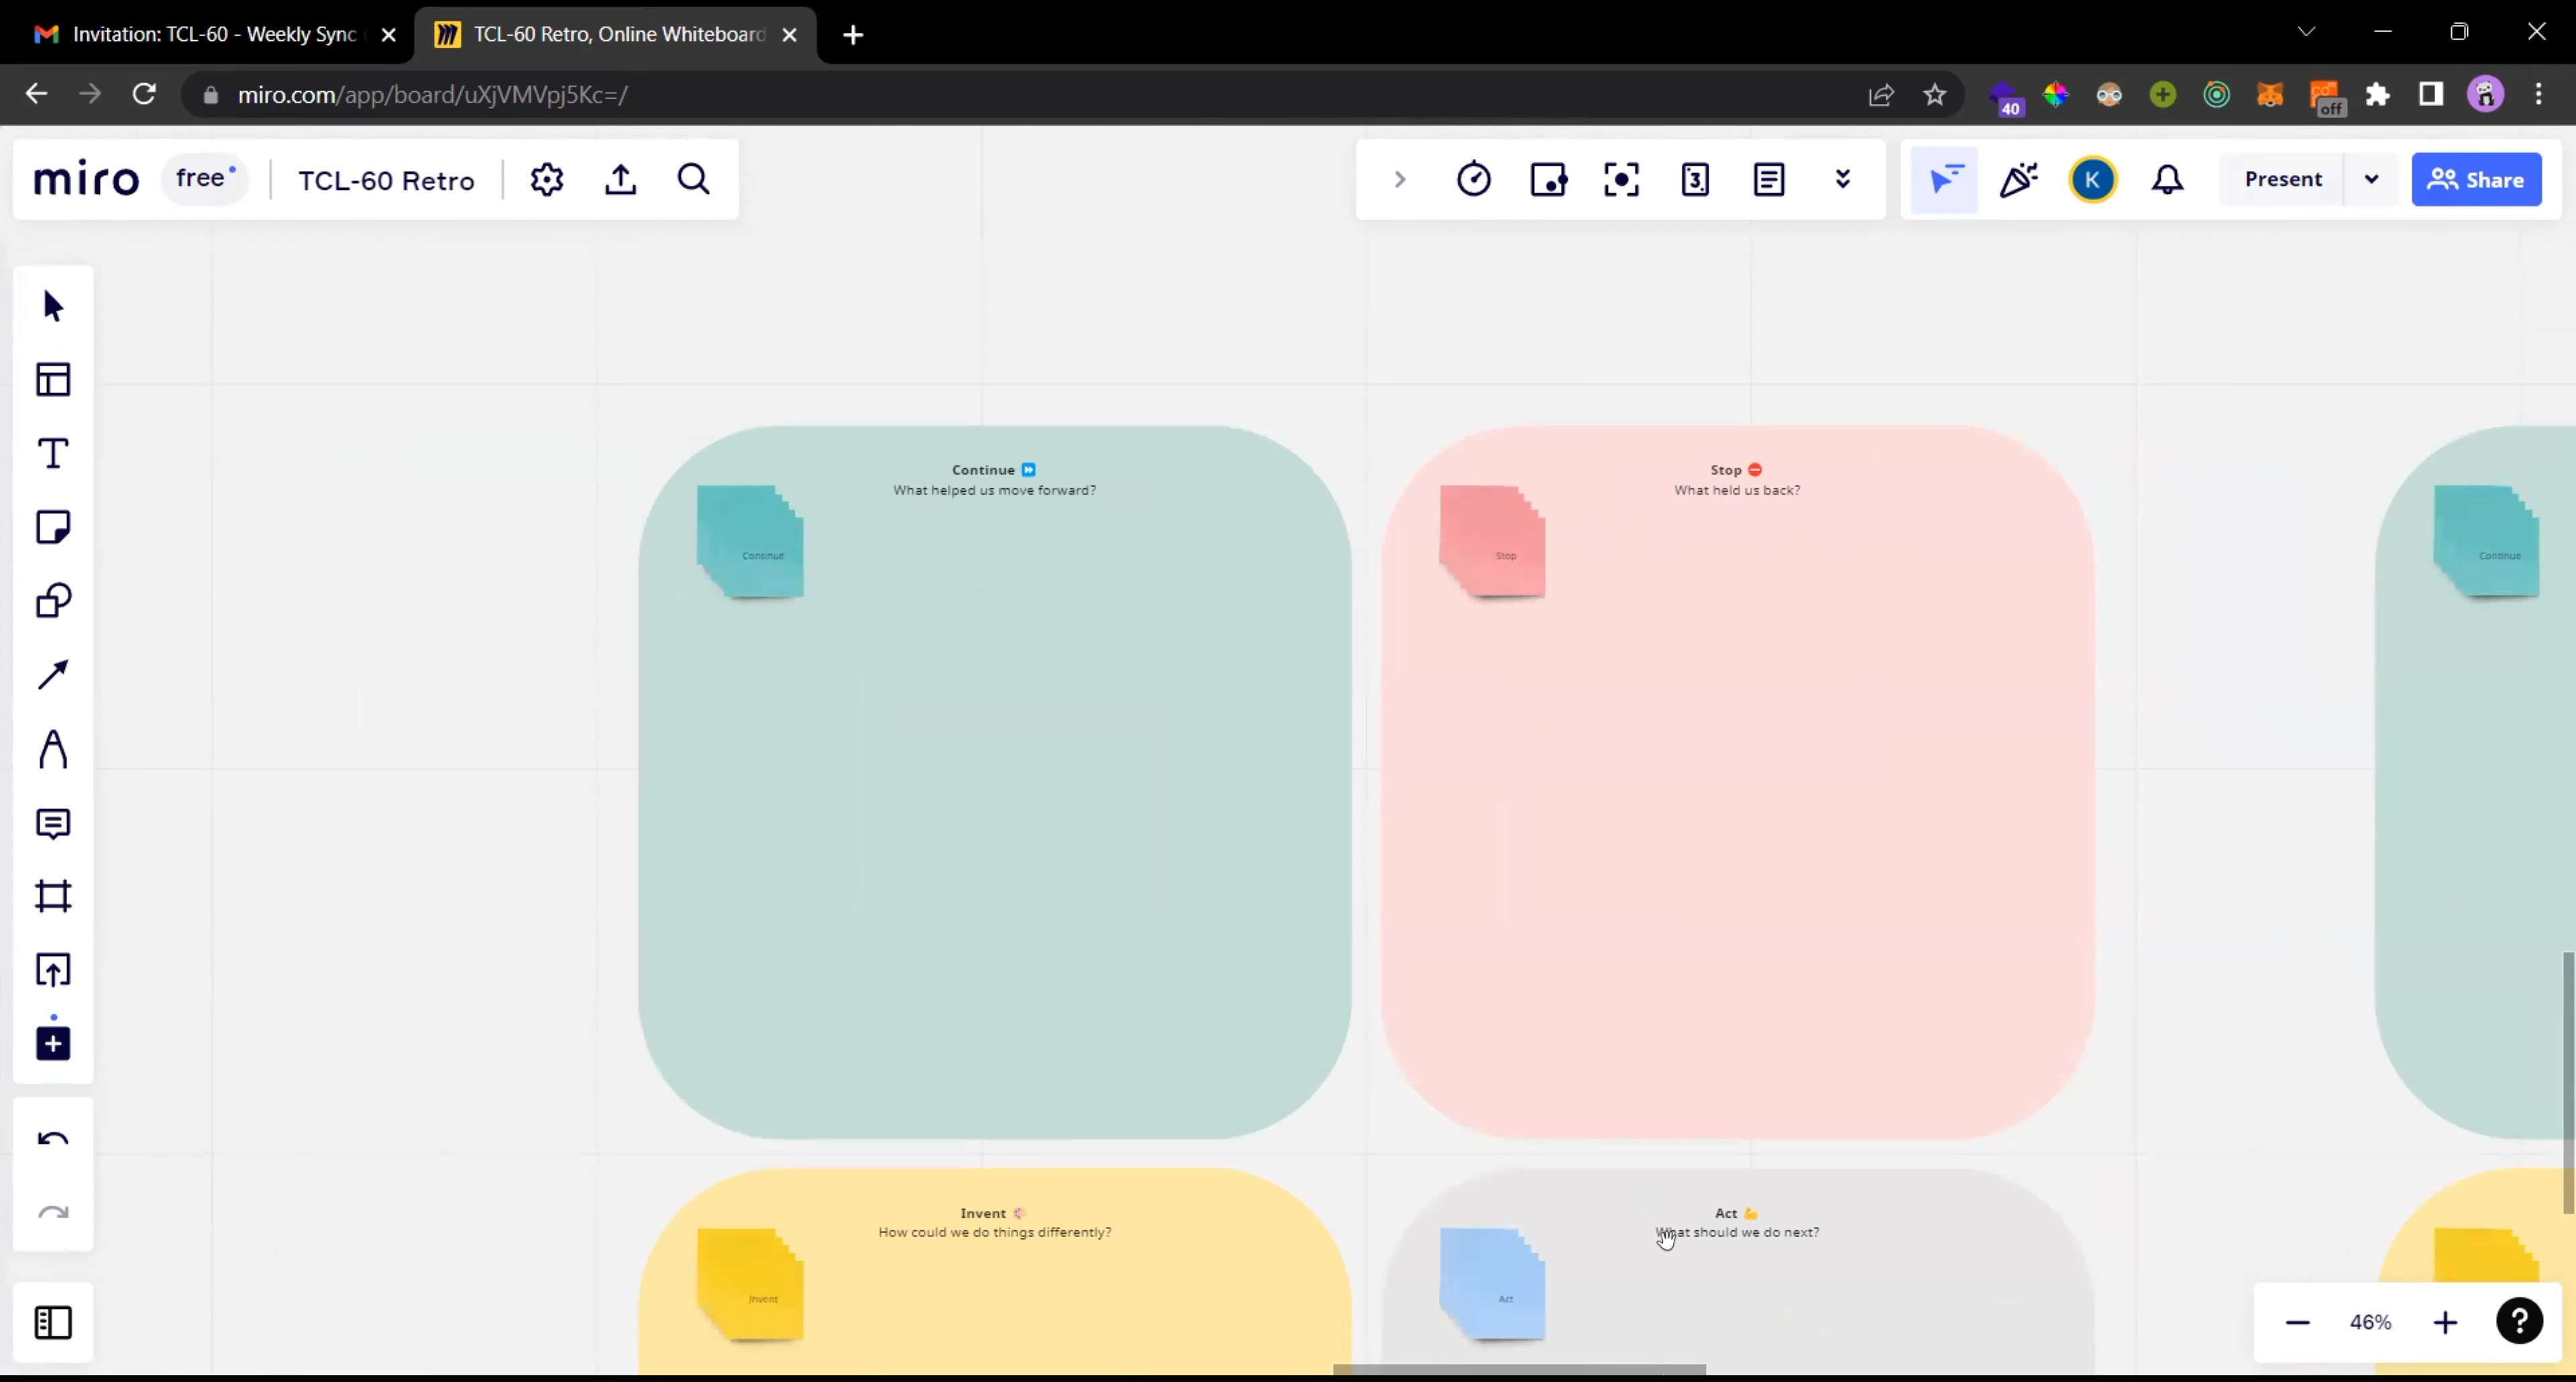 Invitation: TCL-60 - Weekly Sync
TCL-60 Retro, Online Whiteboard
miro.com/app/board/uXjVMVpj5Kc=/
40
off
miro
free
TCL-60 Retro
3
K
Present
Share
Continue ⏩
What helped us move forward?
Continue
Stop ⛔
What held us back?
Stop
Continue
Invent
How could we do things differently?
Invent
Act 💪
What should we do next?
Act
46%
?